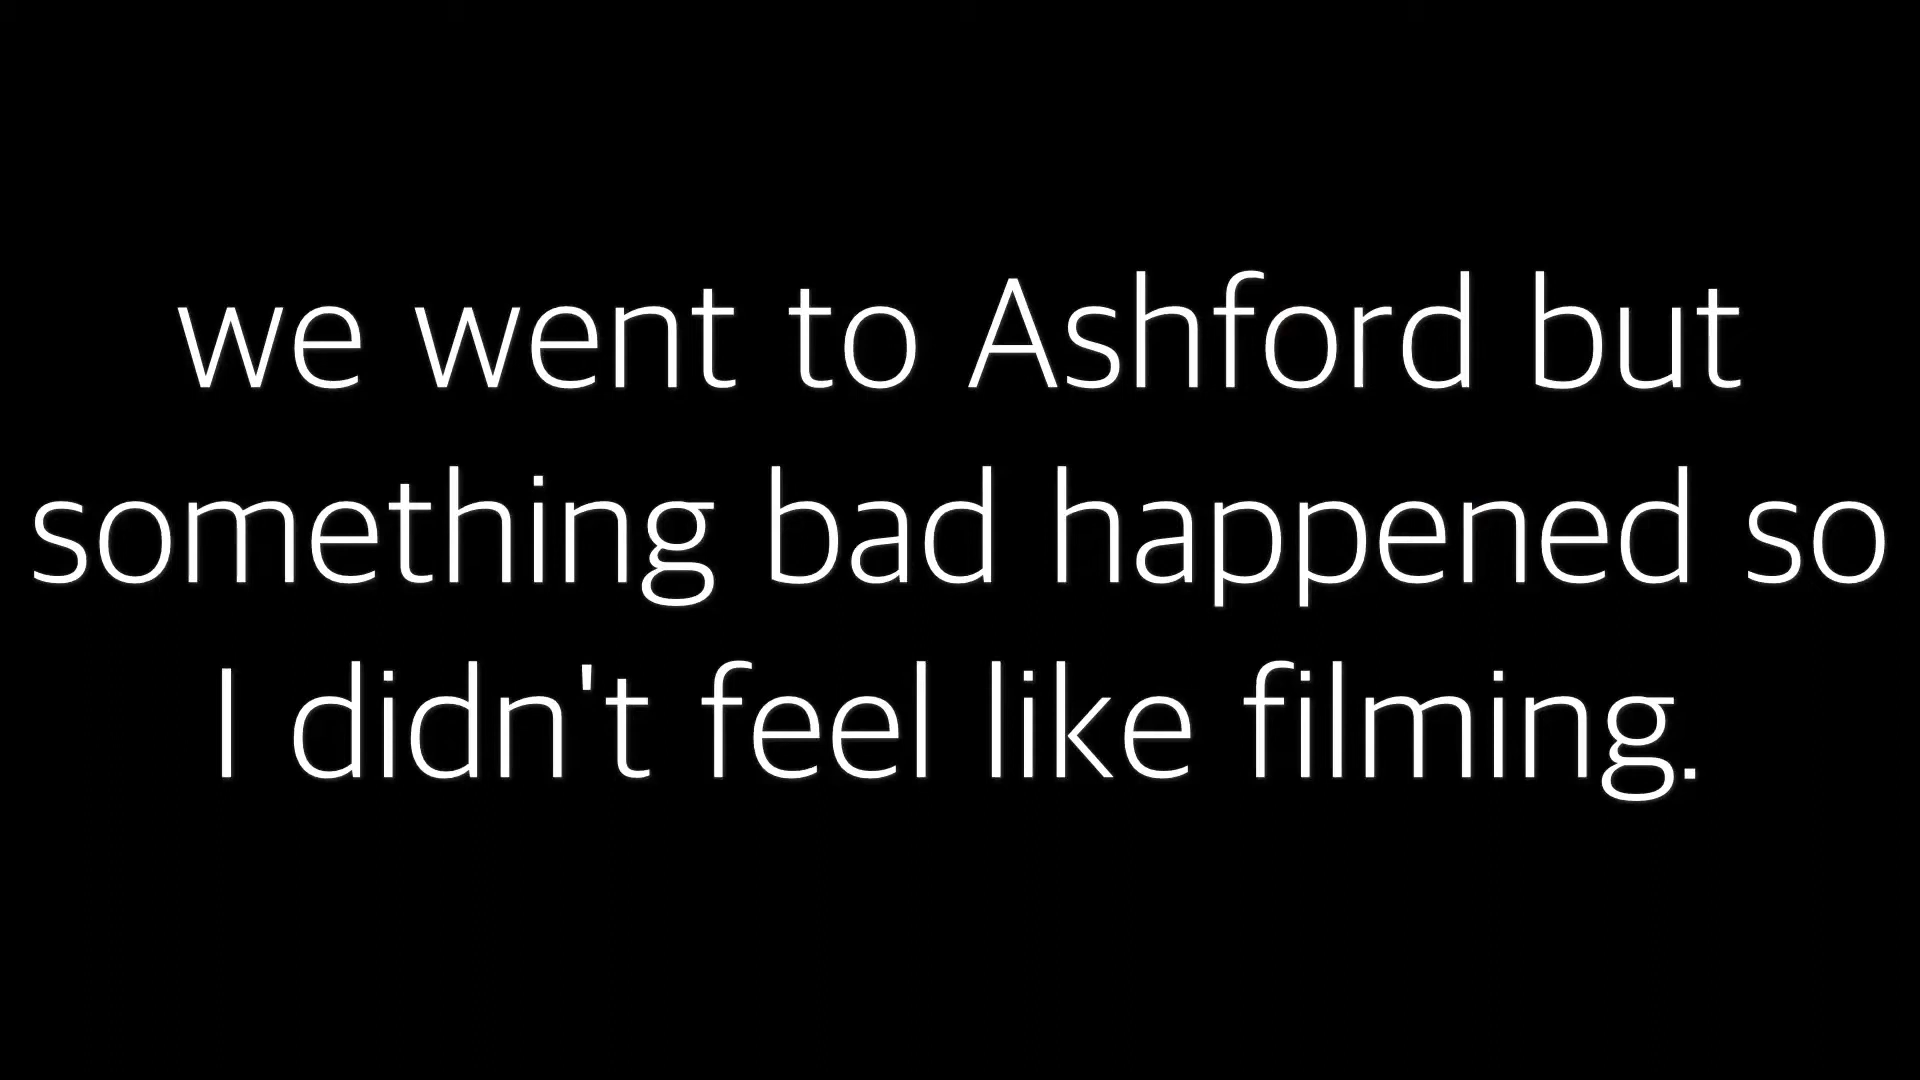 we went to Ashford but
something bad happened so
I didn't feel like filming.